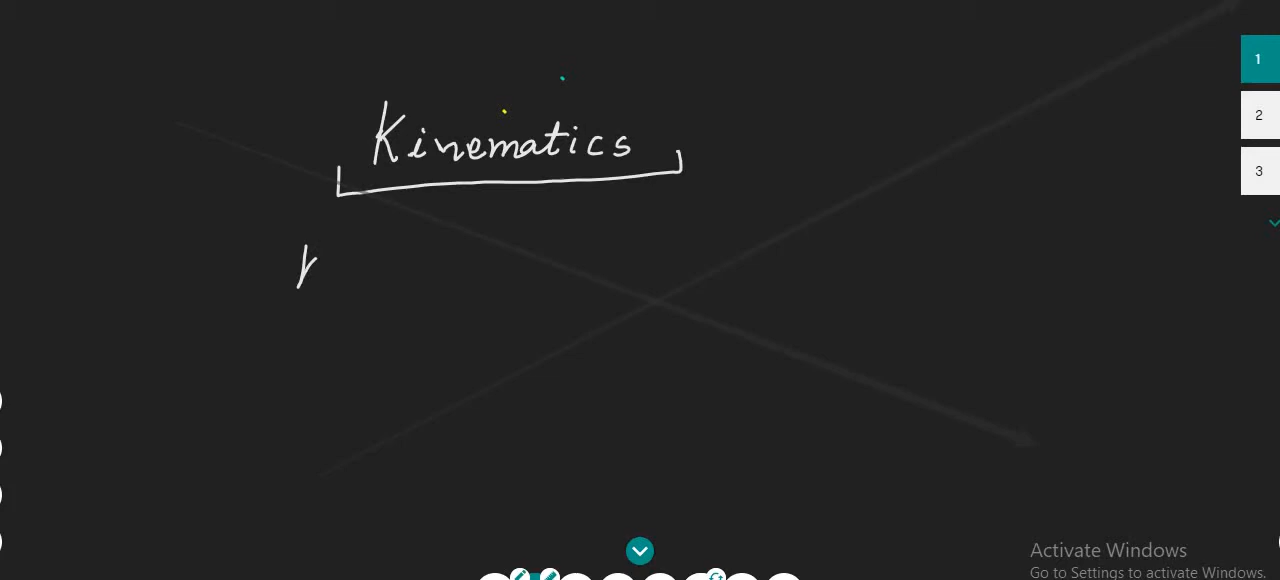 Kinematics
1
2
3
Activate Windows
Go to Settings to activate Windows.